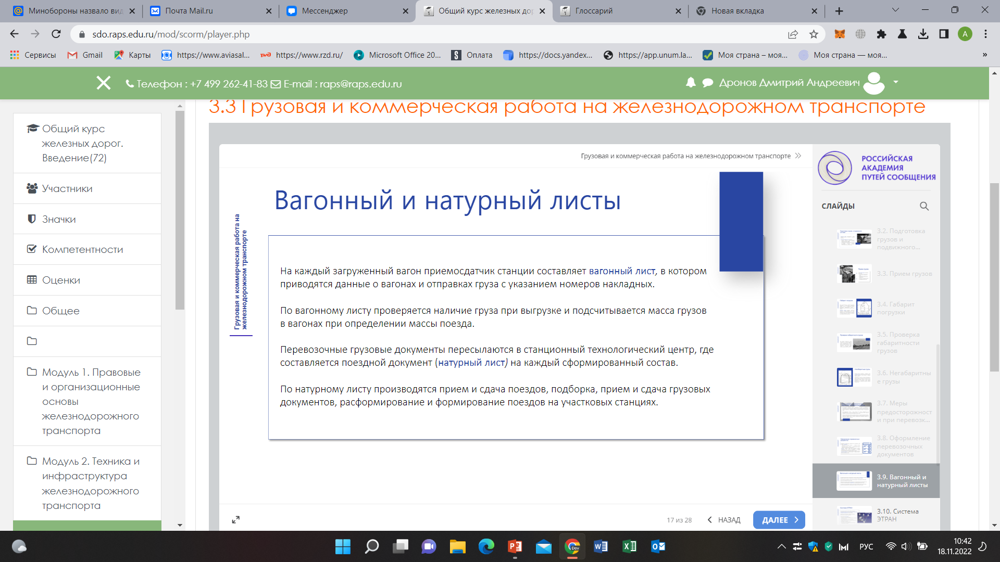 Минобороны назвало вид
Почта Mail.ru
Мессенджер
Общий курс железных дор
Глоссарий
Новая вкладка
sdo.raps.edu.ru/mod/scorm/player.php
A
Сервисы
Gmail
Карты
https://www.aviasal...
https://www.rzd.ru/
Microsoft Office 20...
Оплата
https://docs.yandex...
https://app.unum.la...
Моя страна – моя...
Моя страна — моя...
»
Телефон : +7 499 262-41-83 E-mail : raps@raps.edu.ru
Дронов Дмитрий Андреевич
3.3 Грузовая и коммерческая работа на железнодорожном транспорте
Общий курс
железных дорог.
Введение(72)
Участники
Значки
Компетентности
Оценки
Общее
Модуль 1. Правовые
и организационные
основы
железнодорожного
транспорта
Модуль 2. Техника и
инфраструктура
железнодорожного
транспорта
Грузовая и коммерческая работа на железнодорожном транспорте
Вагонный и натурный листы
Грузовая и коммерческая работа на
железнодорожном транспорте
На каждый загруженный вагон приемосдатчик станции составляет вагонный лист, в котором
приводятся данные о вагонах и отправках груза с указанием номеров накладных.
По вагонному листу проверяется наличие груза при выгрузке и подсчитывается масса грузов
в вагонах при определении массы поезда.
Перевозочные грузовые документы пересылаются в станционный технологический центр, где
составляется поездной документ (натурный лист) на каждый сформированный состав.
По натурному листу производятся прием и сдача поездов, подборка, прием и сдача грузовых
документов, расформирование и формирование поездов на участковых станциях.
17 из 28
НАЗАД
ДАЛЕЕ
РОССИЙСКАЯ
АКАДЕМИЯ
ПУТЕЙ СООБЩЕНИЯ
СЛАЙДЫ
3.2. Подготовка
грузов и
подвижного...
3.3. Прием грузов
3.4. Габарит
погрузки
3.5. Проверка
габаритности
грузов
3.6. Негабаритны
е грузы
3.7. Меры
предосторожност
и при перевозк...
3.8. Оформление
перевозочных
документов
3.9. Вагонный и
натурный листы
3.10. Система
ЭТРАН
РУС
10:42
18.11.2022